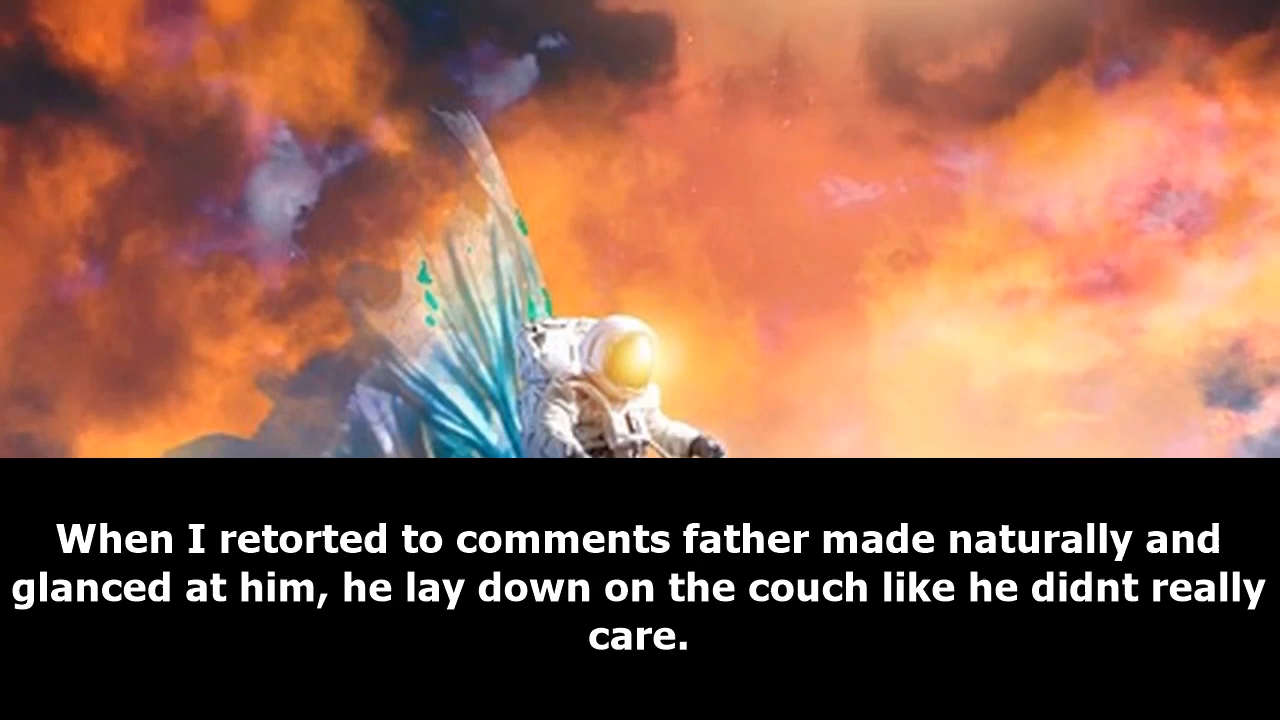 When I retorted to comments father made naturally and
glanced at him, he lay down on the couch like he didnt really
care.